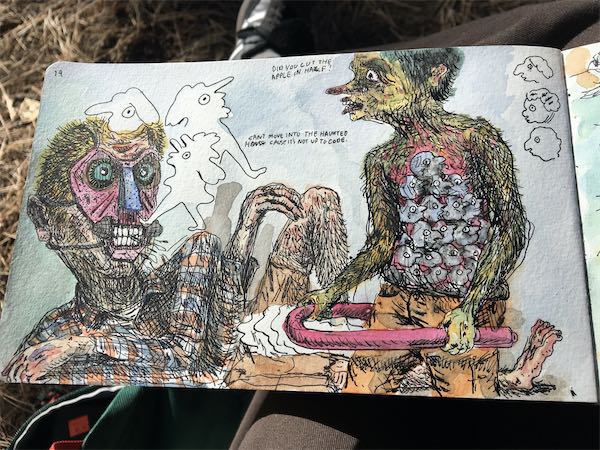 19
DID YOU CUT THE
APPLE IN HALF?
CAN'T MOVE INTO THE HAUNTED
HOUSE CAUSE IT'S NOT UP TO CODE.